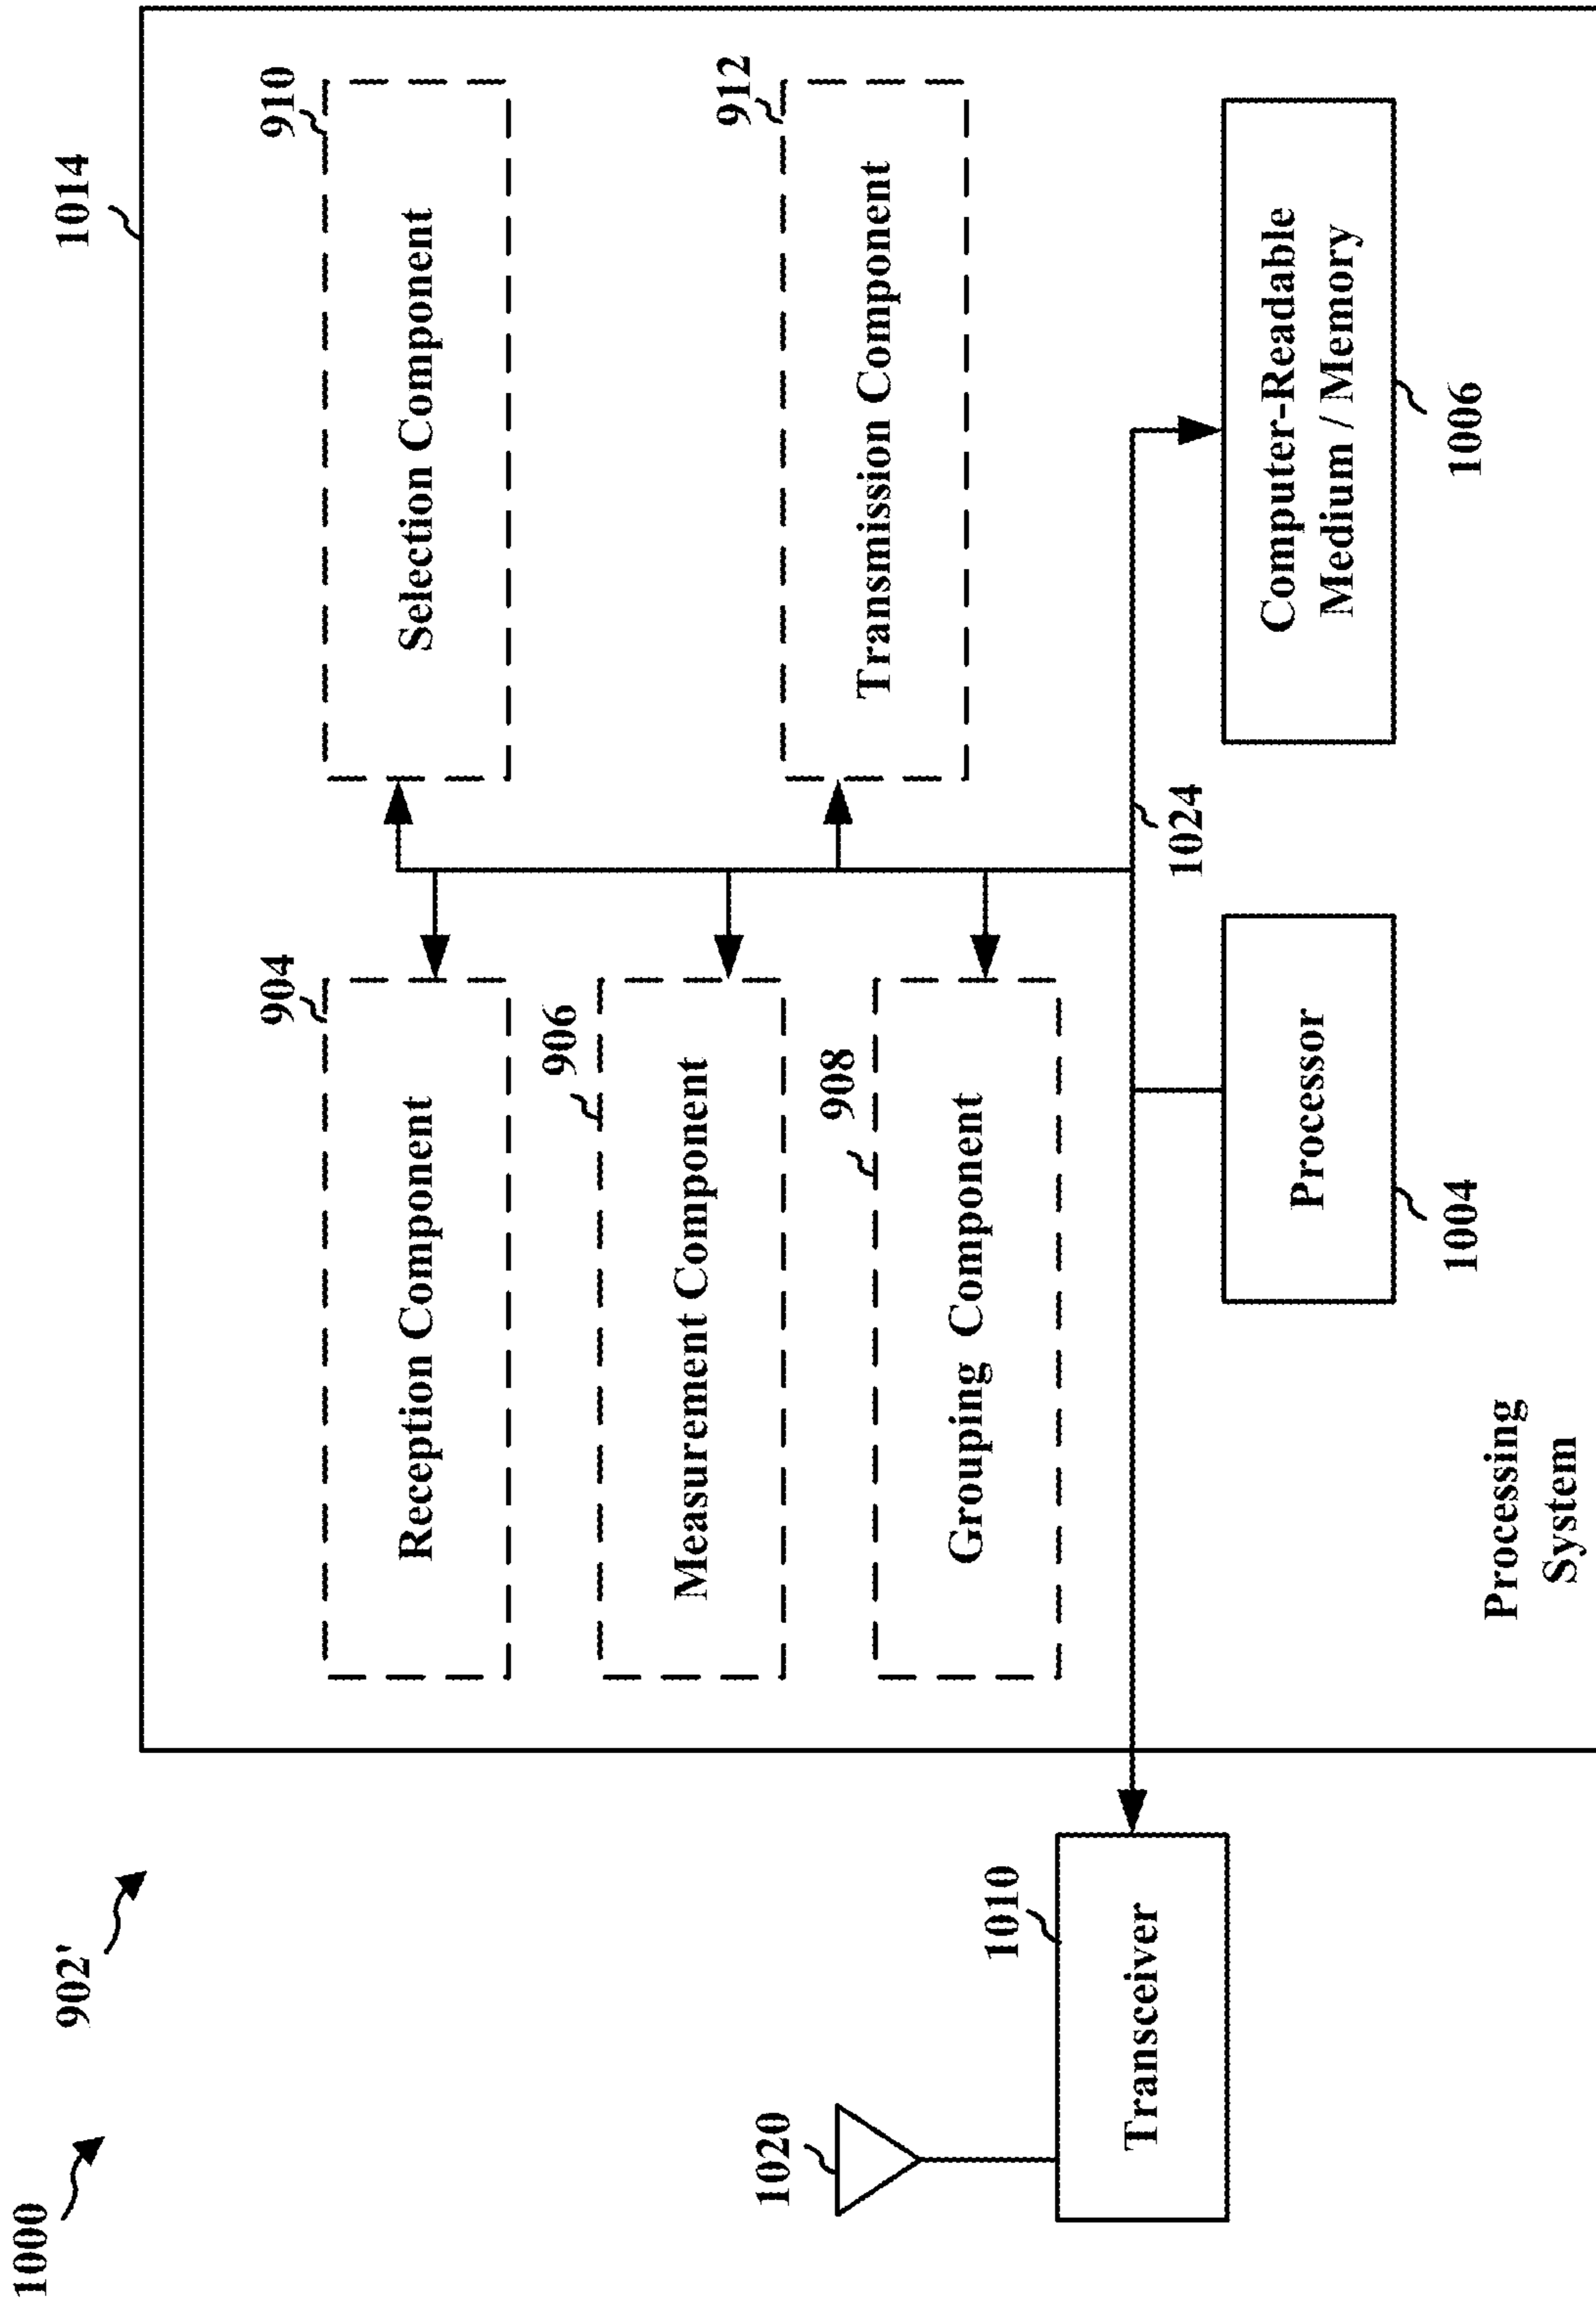 1000
902'
1014
904
Reception Component
910
Selection Component
906
Measurement Component
912
Transmission Component
908
Grouping Component
1020
1010
Transceiver
1024
Processor
1004
Computer-Readable
Medium / Memory
1006
Processing
System